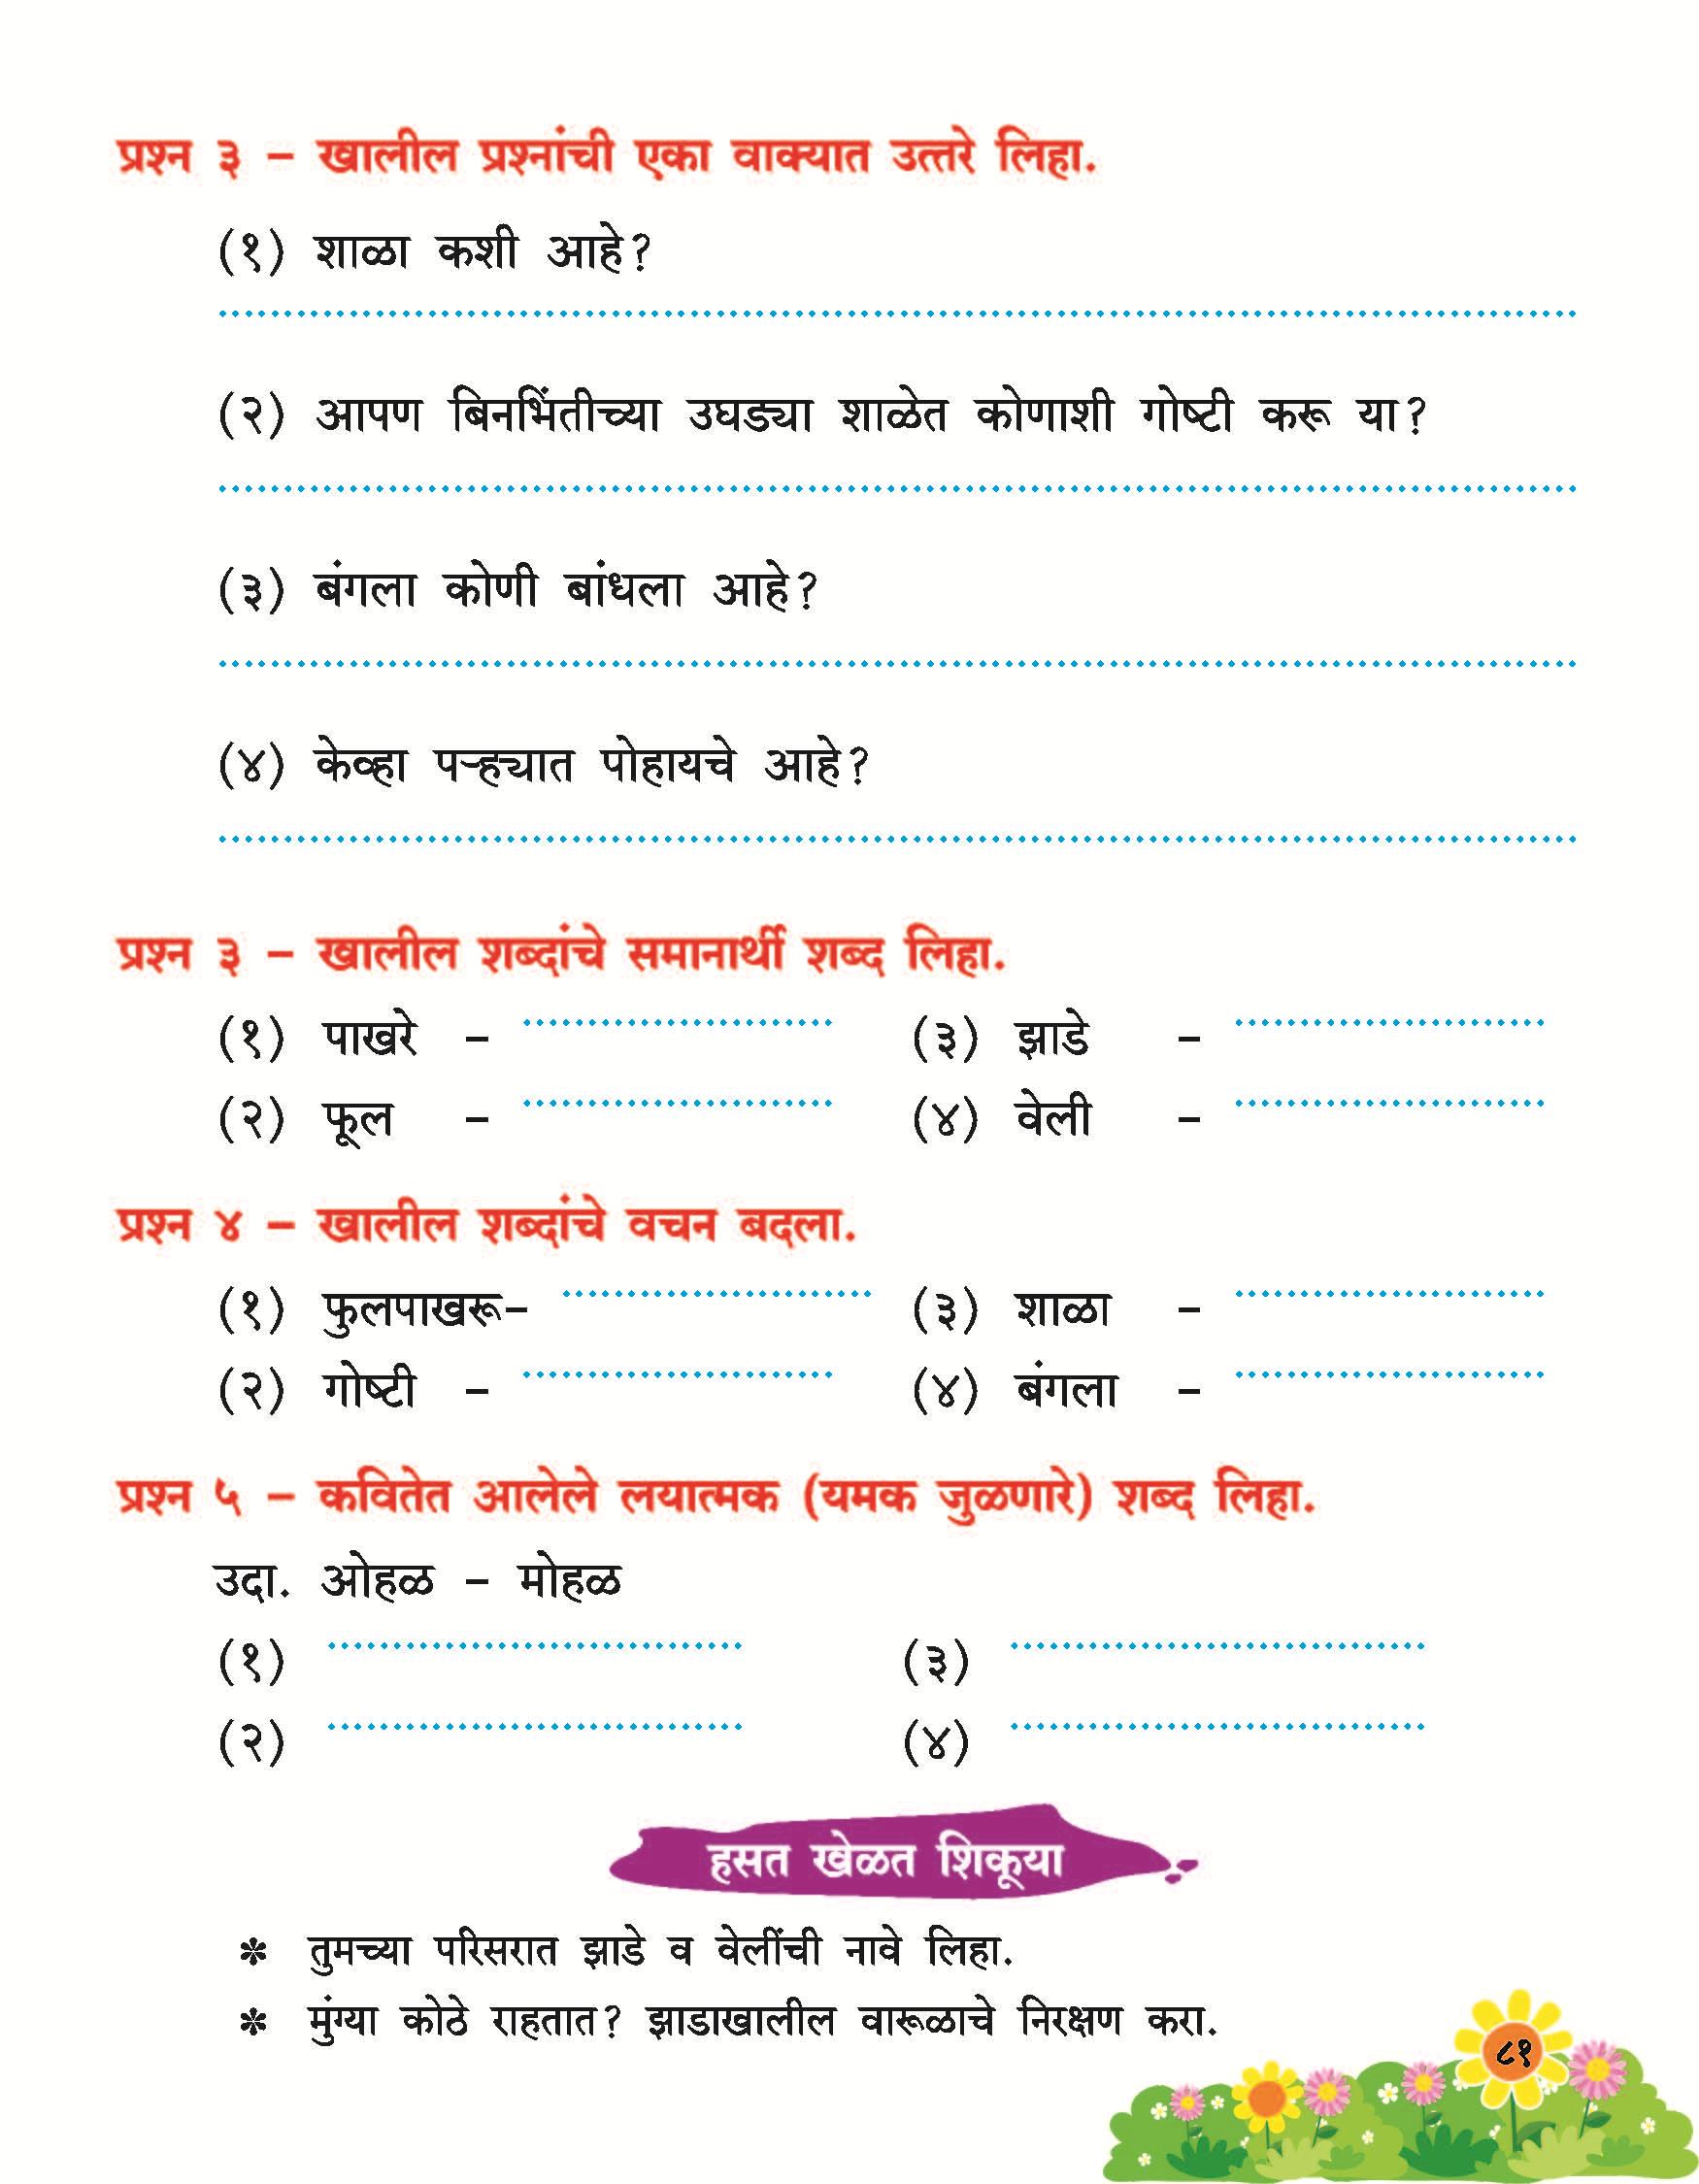 प्रश्न ३ – खालील प्रश्नांची एका वाक्यात उत्तरे लिहा.
(१) शाळा कशी आहे?
(२) आपण बिनभिंतीच्या उघड्या शाळेत कोणाशी गोष्टी करू या?
(३) बंगला कोणी बांधला आहे?
(४) केव्हा पऱ्ह्यात पोहायचे आहे?
प्रश्न ३ – खालील शब्दांचे समानार्थी शब्द लिहा.
(१) पाखरे – (३) झाडे –
(२) फूल – (४) वेली –
प्रश्न ४ – खालील शब्दांचे वचन बदला.
(१) फुलपाखरू– (३) शाळा –
(२) गोष्टी – (४) बंगला –
प्रश्न ५ – कवितेत आलेले लयात्मक (यमक जुळणारे) शब्द लिहा.
उदा. ओहळ – मोहळ
(१) (३)
(२) (४)
हसत खेळत शिकूया
✽ तुमच्या परिसरात झाडे व वेलींची नावे लिहा.
✽ मुंग्या कोठे राहतात? झाडाखालील वारूळाचे निरक्षण करा.
८१